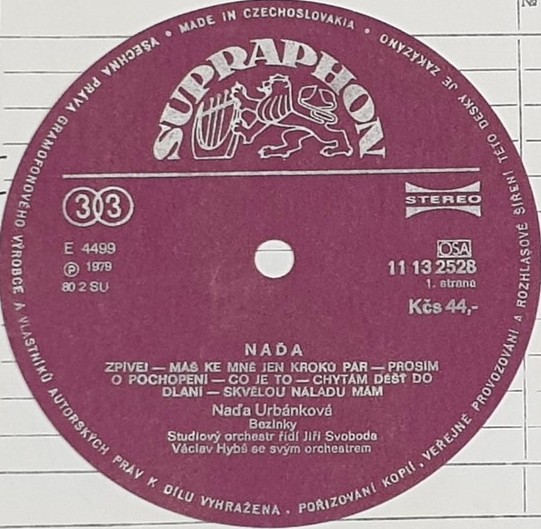 MADE IN CZECHOSLOVAKIA • VŠECHNA PRÁVA GRAMOFONOVÉHO VÝROBCE A VLASTNÍKŮ AUTORSKÝCH PRÁV K DÍLU VYHRAŽENA. POŘIZOVÁNÍ KOPIÍ, VEŘEJNÉ PROVOZOVÁNÍ A ROZHLASOVÉ ŠÍŘENÍ TÉTO DESKY JE ZAKÁZÁNO •
SUPRAPHON
33
STEREO
E 4499
OSA
℗ 1979
11 13 2528
80 2 SU
1. strana
Kčs 44,-
NAĎA
ZPÍVEJ — MÁŠ KE MNĚ JEN KROKŮ PÁR — PROSÍM
O POCHOPENÍ — CO JE TO — CHYTÁM DÉŠŤ DO
DLANÍ — SKVĚLOU NÁLADU MÁM
Naďa Urbánková
Bezinky
Studiový orchestr řídí Jiří Svoboda
Václav Hybš se svým orchestrem